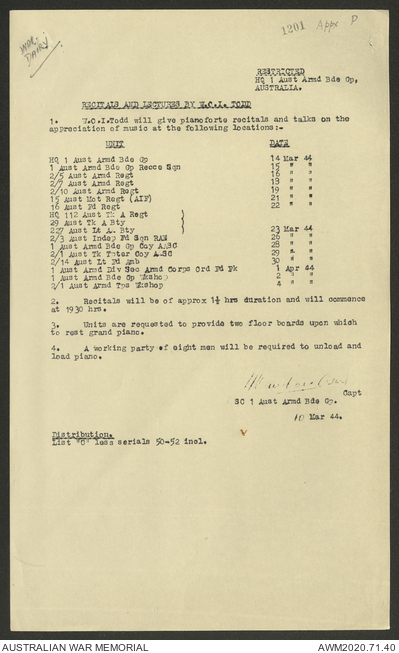 1201 Appx P
WAR DIARY
RESTRICTED
HQ 1 Aust Armd Bde Gp,
AUSTRALIA.
RECITALS AND LECTURES BY W.C.I. TODD
1. W.C.I.Todd will give pianoforte recitals and talks on the
appreciation of music at the following locations:-
UNIT DATE
HQ 1 Aust Armd Bde Gp 14 Mar 44
1 Aust Armd Bde Gp Recce Sqn 15 " "
2/5 Aust Armd Regt 16 " "
2/7 Aust Armd Regt 18 " "
2/10 Aust Armd Regt 19 " "
15 Aust Mot Regt (AIF) 21 " "
16 Aust Fd Regt 22 " "
HQ 112 Aust Tk A Regt }
29 Aust Tk A Bty
227 Aust Lt A. Bty } 23 Mar 44
2/3 Aust Indep Fd Sqn RAE 26 " "
1 Aust Armd Bde Gp Coy AASC 28 " "
2/1 Aust Tk Tptr Coy AASC 29 " "
2/14 Aust Lt Fd Amb 30 " "
1 Aust Armd Div Sec Armd Corps Ord Fd Pk 1 Apr 44
1 Aust Armd Bde Gp Wkshop 2 " "
2/1 Aust Armd Tps Wkshop 4 " "
2. Recitals will be of approx 1½ hrs duration and will commence
at 1930 hrs.
3. Units are requested to provide two floor boards upon which
to rest grand piano.
4. A working party of eight men will be required to unload and
load piano.
Capt
SC 1 Aust Armd Bde Gp.
10 Mar 44.
Distribution.
List "C" less serials 50-52 incl.
AUSTRALIAN WAR MEMORIAL AWM2020.71.40